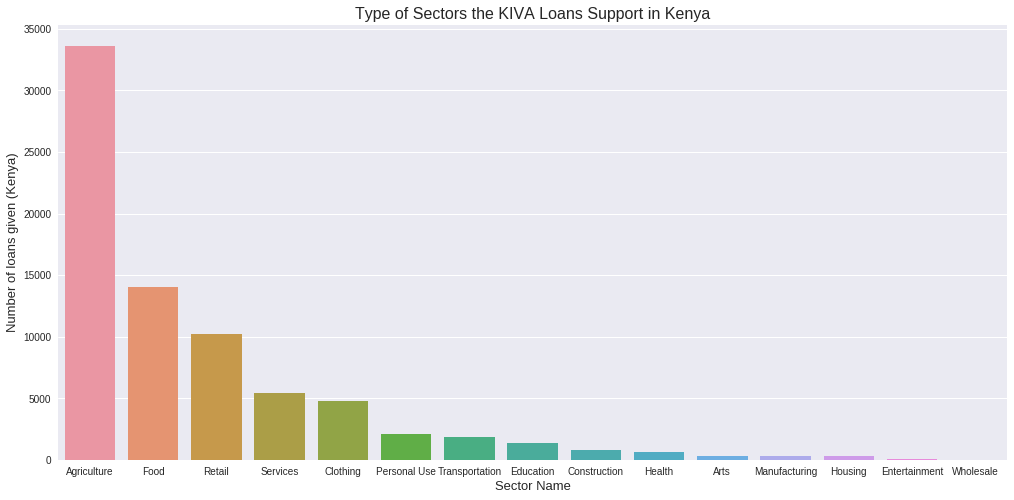 Type of Sectors the KIVA Loans Support in Kenya
Number of loans given (Kenya)
35000
30000
25000
20000
15000
10000
5000
0
Agriculture Food Retail Services Clothing Personal Use Transportation Education Construction Health Arts Manufacturing Housing Entertainment Wholesale
Sector Name